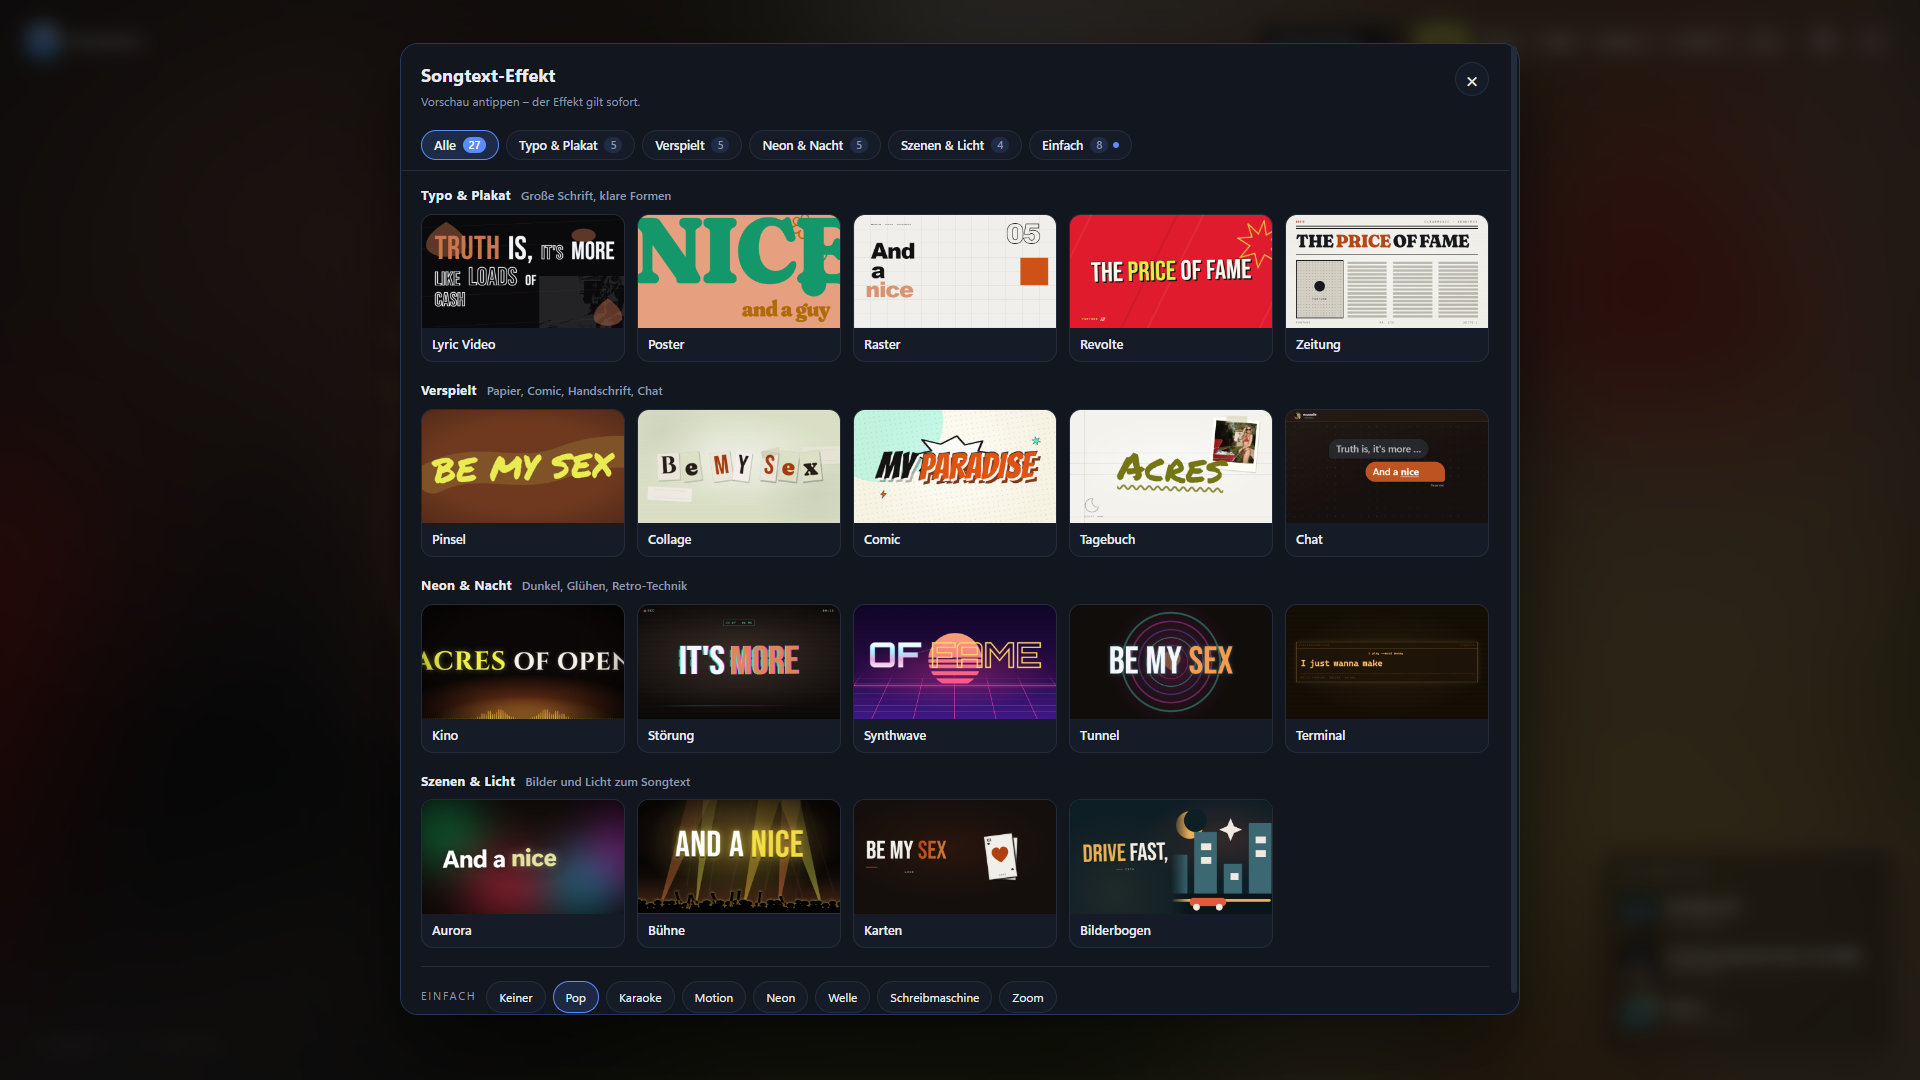 Songtext-Effekt
Vorschau antippen – der Effekt gilt sofort.
Alle 27
Typo & Plakat 5
Verspielt 5
Neon & Nacht 5
Szenen & Licht 4
Einfach 8
Typo & Plakat Große Schrift, klare Formen
TRUTH IS, IT'S MORE
LIKE LOADS OF
CASH
Lyric Video
NICE
and a guy
Poster
05
And
a
nice
Raster
THE PRICE OF FAME
Revolte
THE PRICE OF FAME
Zeitung
Verspielt Papier, Comic, Handschrift, Chat
BE MY SEX
Pinsel
Be MY Sex
Collage
MY PARADISE
Comic
ACRES
Tagebuch
Truth is, it's more ...
And a nice
Chat
Neon & Nacht Dunkel, Glühen, Retro-Technik
ACRES OF OPEN
Kino
IT'S MORE
Störung
OF FAME
Synthwave
BE MY SEX
Tunnel
I just wanna make
Terminal
Szenen & Licht Bilder und Licht zum Songtext
And a nice
Aurora
AND A NICE
Bühne
BE MY SEX
Karten
DRIVE FAST,
Bilderbogen
EINFACH Keiner Pop Karaoke Motion Neon Welle Schreibmaschine Zoom